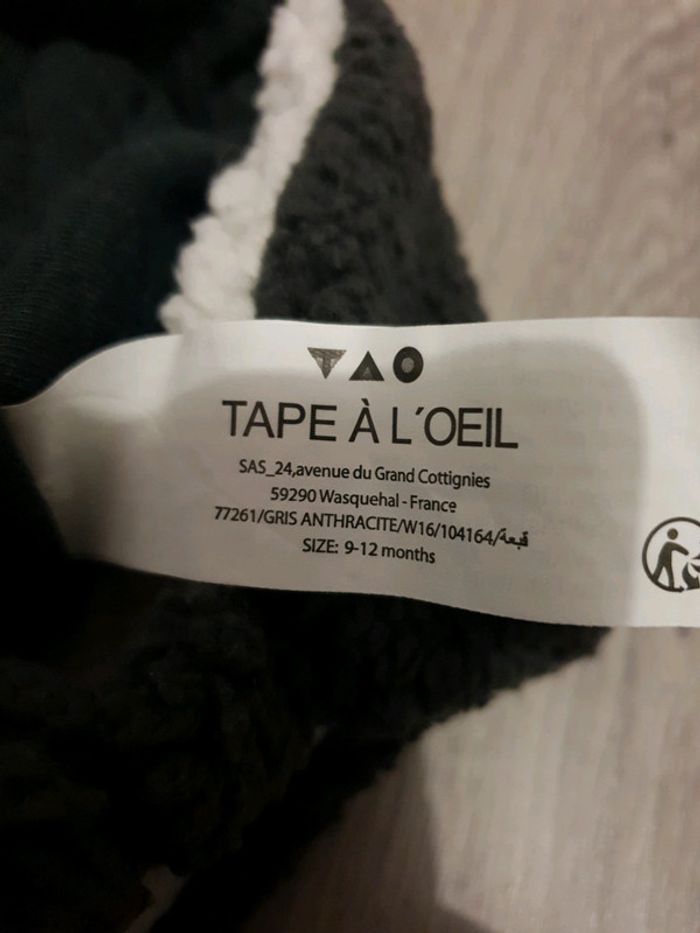 TAPE À L´OEIL
SAS_24,avenue du Grand Cottignies
59290 Wasquehal - France
77261/GRIS ANTHRACITE/W16/104164/قبعة
SIZE: 9-12 months